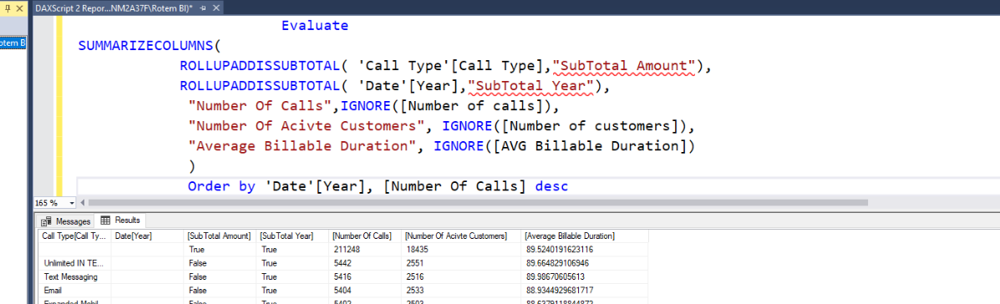 DAXScript 2 Repor...NM2A37F\Rotem BI)*
otem B
Evaluate
SUMMARIZECOLUMNS(
ROLLUPADDISSUBTOTAL( 'Call Type'[Call Type],"SubTotal Amount"),
ROLLUPADDISSUBTOTAL( 'Date'[Year],"SubTotal Year"),
"Number Of Calls",IGNORE([Number of calls]),
"Number Of Acivte Customers", IGNORE([Number of customers]),
"Average Billable Duration", IGNORE([AVG Billable Duration])
)
Order by 'Date'[Year], [Number Of Calls] desc
165 %
Messages Results
Call Type[Call Ty... Date[Year] [SubTotal Amount] [SubTotal Year] [Number Of Calls] [Number Of Acivte Customers] [Average Billable Duration]
True True 211248 18435 89.5240191623116
Unlimited IN TE... False True 5442 2551 89.664829106946
Text Messaging False True 5416 2516 89.98670605613
Email False True 5404 2533 88.9344929681717
Expanded Mobil False True 5402 2503 88.6379118844872